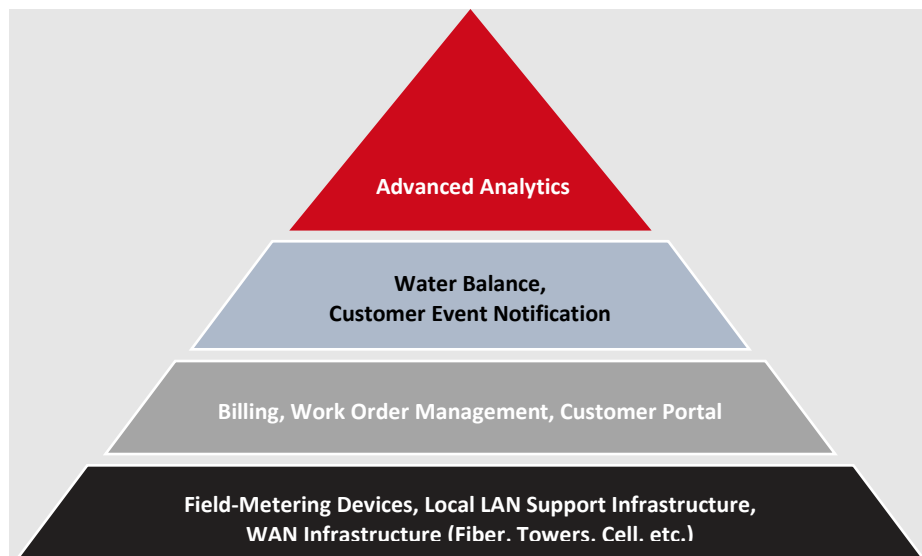 Advanced Analytics
Water Balance,
Customer Event Notification
Billing, Work Order Management, Customer Portal
Field-Metering Devices, Local LAN Support Infrastructure,
WAN Infrastructure (Fiber, Towers, Cell, etc.)